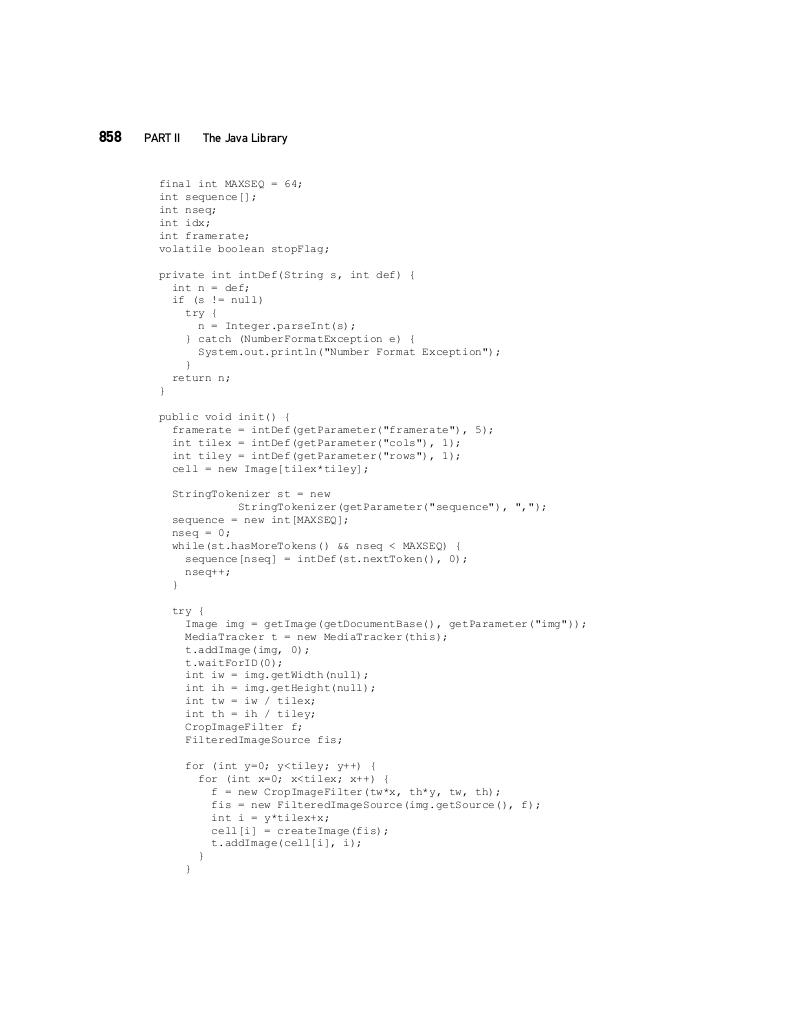 858 PART II The Java Library
final int MAXSEQ = 64;
int sequence[];
int nseq;
int idx;
int framerate;
volatile boolean stopFlag;
private int intDef(String s, int def) {
int n = def;
if (s != null)
try {
n = Integer.parseInt(s);
} catch (NumberFormatException e) {
System.out.println("Number Format Exception");
}
return n;
}
public void init() {
framerate = intDef(getParameter("framerate"), 5);
int tilex = intDef(getParameter("cols"), 1);
int tiley = intDef(getParameter("rows"), 1);
cell = new Image[tilex*tiley];
StringTokenizer st = new
StringTokenizer(getParameter("sequence"), ",");
sequence = new int[MAXSEQ];
nseq = 0;
while(st.hasMoreTokens() && nseq < MAXSEQ) {
sequence[nseq] = intDef(st.nextToken(), 0);
nseq++;
}
try {
Image img = getImage(getDocumentBase(), getParameter("img"));
MediaTracker t = new MediaTracker(this);
t.addImage(img, 0);
t.waitForID(0);
int iw = img.getWidth(null);
int ih = img.getHeight(null);
int tw = iw / tilex;
int th = ih / tiley;
CropImageFilter f;
FilteredImageSource fis;
for (int y=0; y<tiley; y++) {
for (int x=0; x<tilex; x++) {
f = new CropImageFilter(tw*x, th*y, tw, th);
fis = new FilteredImageSource(img.getSource(), f);
int i = y*tilex+x;
cell[i] = createImage(fis);
t.addImage(cell[i], i);
}
}